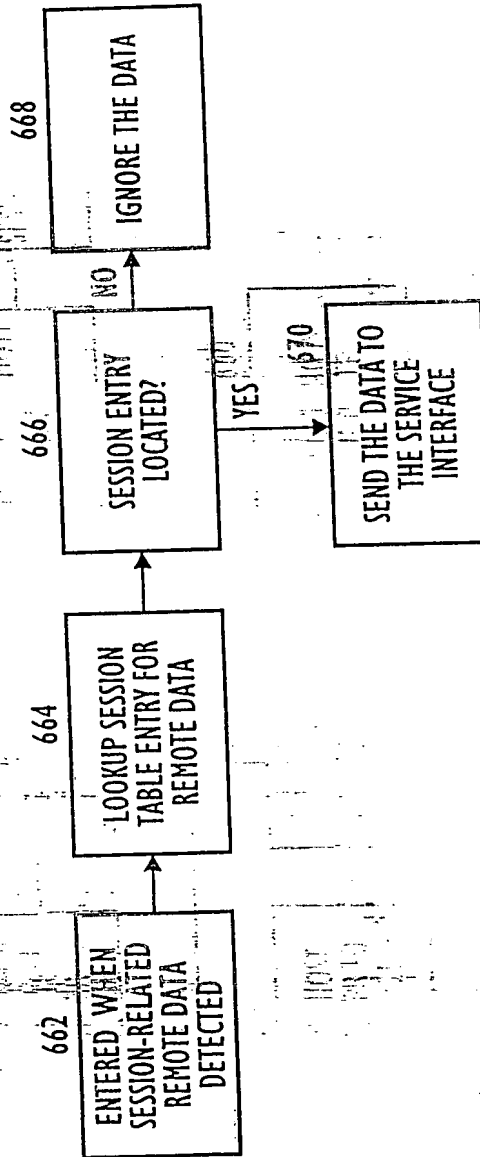 662
ENTERED WHEN
SESSION-RELATED
REMOTE DATA
DETECTED
664
LOOKUP SESSION
TABLE ENTRY FOR
REMOTE DATA
666
SESSION ENTRY
LOCATED?
NO
668
IGNORE THE DATA
YES
670
SEND THE DATA TO
THE SERVICE
INTERFACE